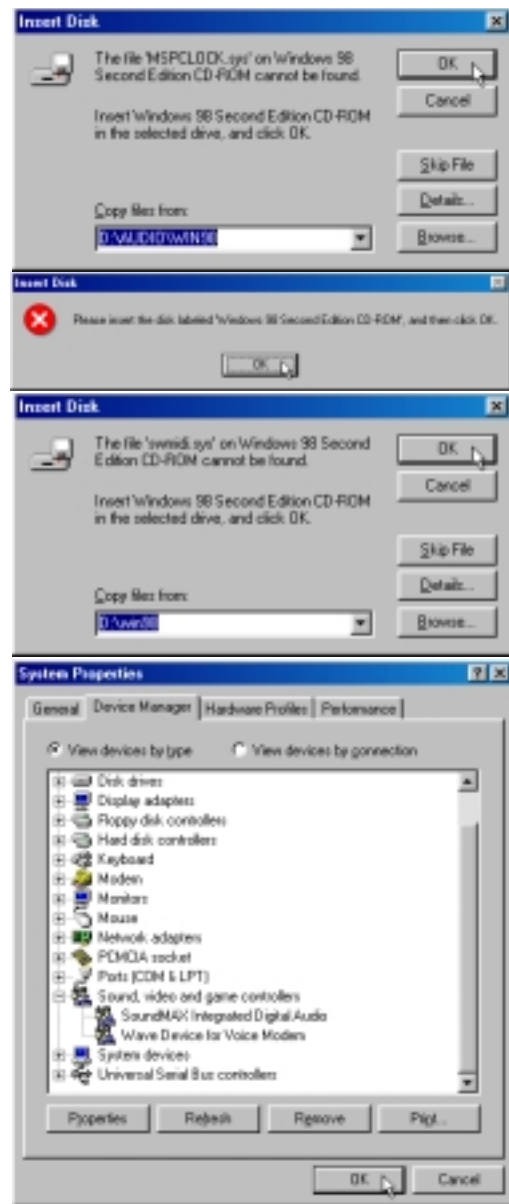 Insert Disk
The file 'MSPCLOCK.sys' on Windows 98
Second Edition CD-ROM cannot be found.
OK
Cancel
Insert Windows 98 Second Edition CD-ROM
in the selected drive, and click OK.
Skip File
Details...
Copy files from:
D:\AUDIO\WIN98
Browse...
Insert Disk
Please insert the disk labeled 'Windows 98 Second Edition CD-ROM', and then click OK.
OK
Insert Disk
The file 'swmidi.sys' on Windows 98 Second
Edition CD-ROM cannot be found.
OK
Cancel
Insert Windows 98 Second Edition CD-ROM
in the selected drive, and click OK.
Skip File
Details...
Copy files from:
D:\win98
Browse...
System Properties
General Device Manager Hardware Profiles Performance
View devices by type View devices by connection
Disk drives
Display adapters
Floppy disk controllers
Hard disk controllers
Keyboard
Modem
Monitors
Mouse
Network adapters
PCMCIA socket
Ports (COM & LPT)
Sound, video and game controllers
SoundMAX Integrated Digital Audio
Wave Device for Voice Modem
System devices
Universal Serial Bus controllers
Properties Refresh Remove Print...
OK Cancel